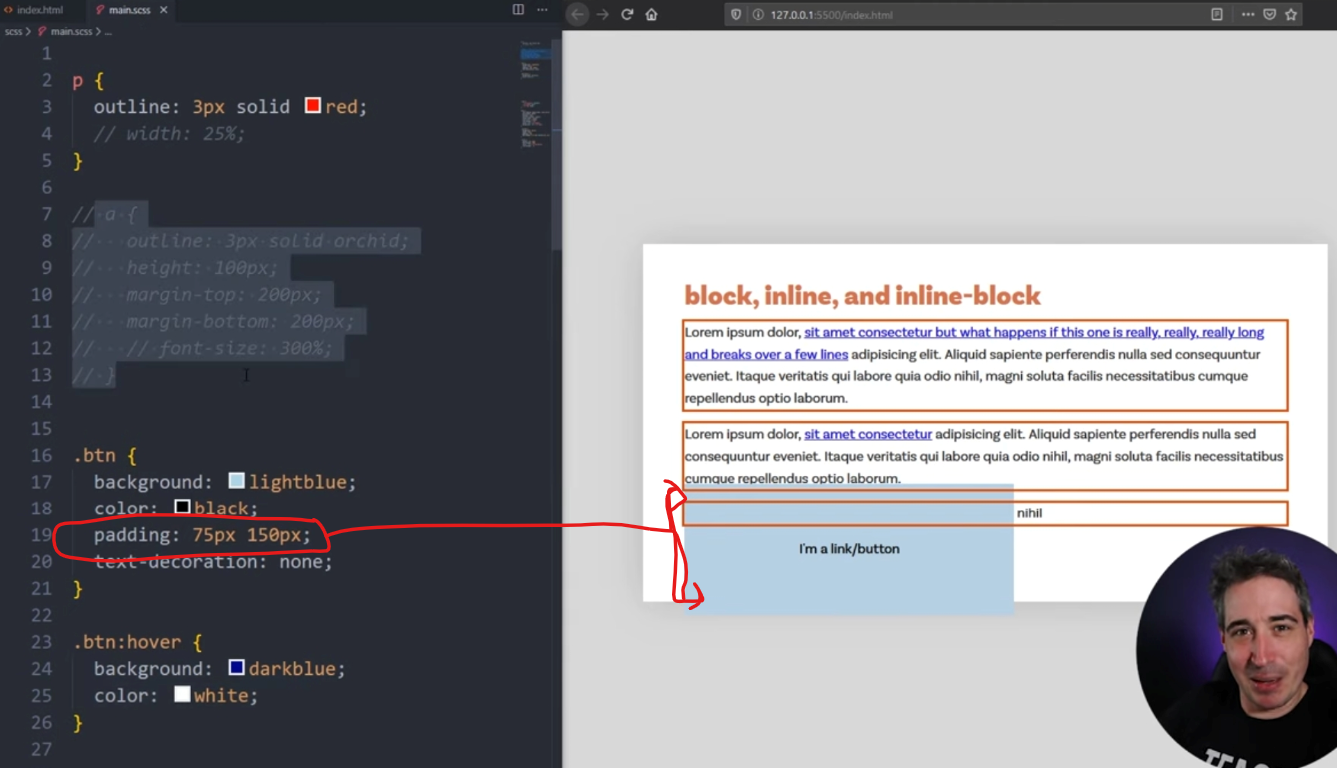 index.html
main.scss
127.0.0.1:5500/index.html
scss > main.scss > ...
1
2 p {
3 outline: 3px solid red;
4 // width: 25%;
5 }
6
7 // a {
8 // outline: 3px solid orchid;
9 // height: 100px;
10 // margin-top: 200px;
11 // margin-bottom: 200px;
12 // // font-size: 300%;
13 // }
14
15
16 .btn {
17 background: lightblue;
18 color: black;
19 padding: 75px 150px;
20 text-decoration: none;
21 }
22
23 .btn:hover {
24 background: darkblue;
25 color: white;
26 }
27
block, inline, and inline-block
Lorem ipsum dolor, sit amet consectetur but what happens if this one is really, really, really long
and breaks over a few lines adipisicing elit. Aliquid sapiente perferendis nulla sed consequuntur
eveniet. Itaque veritatis qui labore quia odio nihil, magni soluta facilis necessitatibus cumque
repellendus optio laborum.
Lorem ipsum dolor, sit amet consectetur adipisicing elit. Aliquid sapiente perferendis nulla sed
consequuntur eveniet. Itaque veritatis qui labore quia odio nihil, magni soluta facilis necessitatibus
cumque repellendus optio laborum.
nihil
I'm a link/button